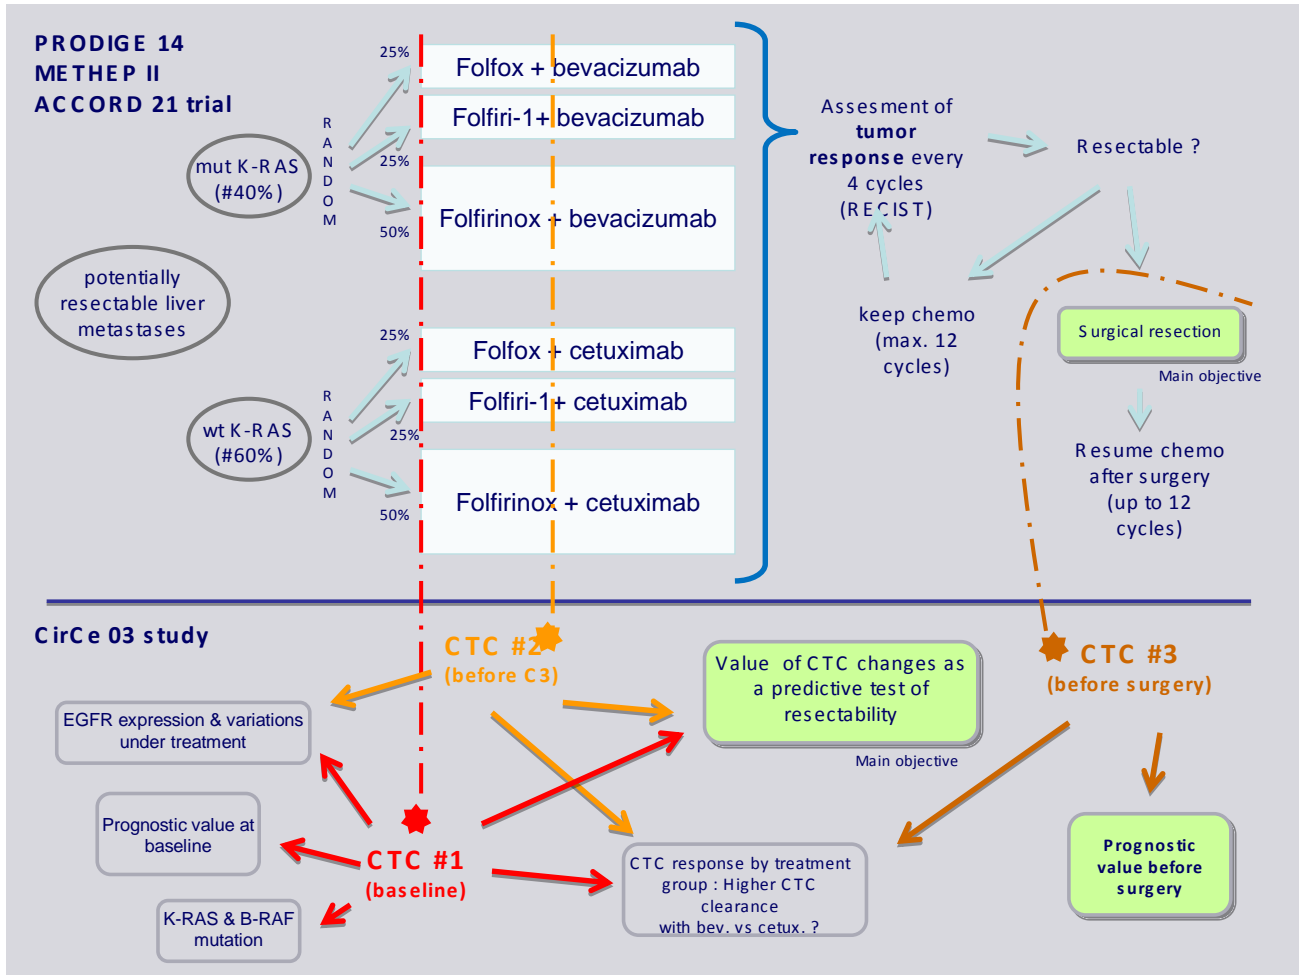 PRODIGE 14
METHEP II
ACCORD 21 trial
25%
Folfox + bevacizumab
Folfiri-1+ bevacizumab
RANDOM
mut K-RAS
(#40%)
25%
Folfirinox + bevacizumab
50%
Assesment of
tumor
response every
4 cycles
(RECIST)
Resectable ?
potentially
resectable liver
metastases
keep chemo
(max. 12
cycles)
Surgical resection
Main objective
Resume chemo
after surgery
(up to 12
cycles)
25%
Folfox + cetuximab
Folfiri-1+ cetuximab
RANDOM
wt K-RAS
(#60%)
25%
Folfirinox + cetuximab
50%
CirCe 03 study
CTC #2
(before C3)
Value of CTC changes as
a predictive test of
resectability
Main objective
CTC #3
(before surgery)
EGFR expression & variations
under treatment
Prognostic value at
baseline
CTC #1
(baseline)
K-RAS & B-RAF
mutation
CTC response by treatment
group : Higher CTC
clearance
with bev. vs cetux. ?
Prognostic
value before
surgery